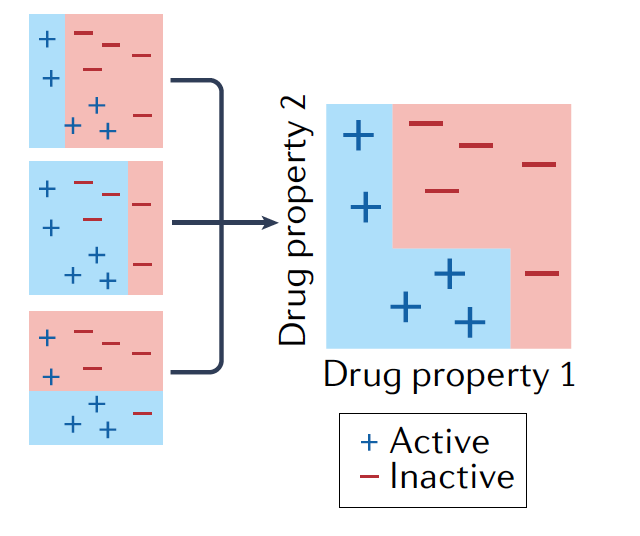 Drug property 2
Drug property 1
+ Active
− Inactive